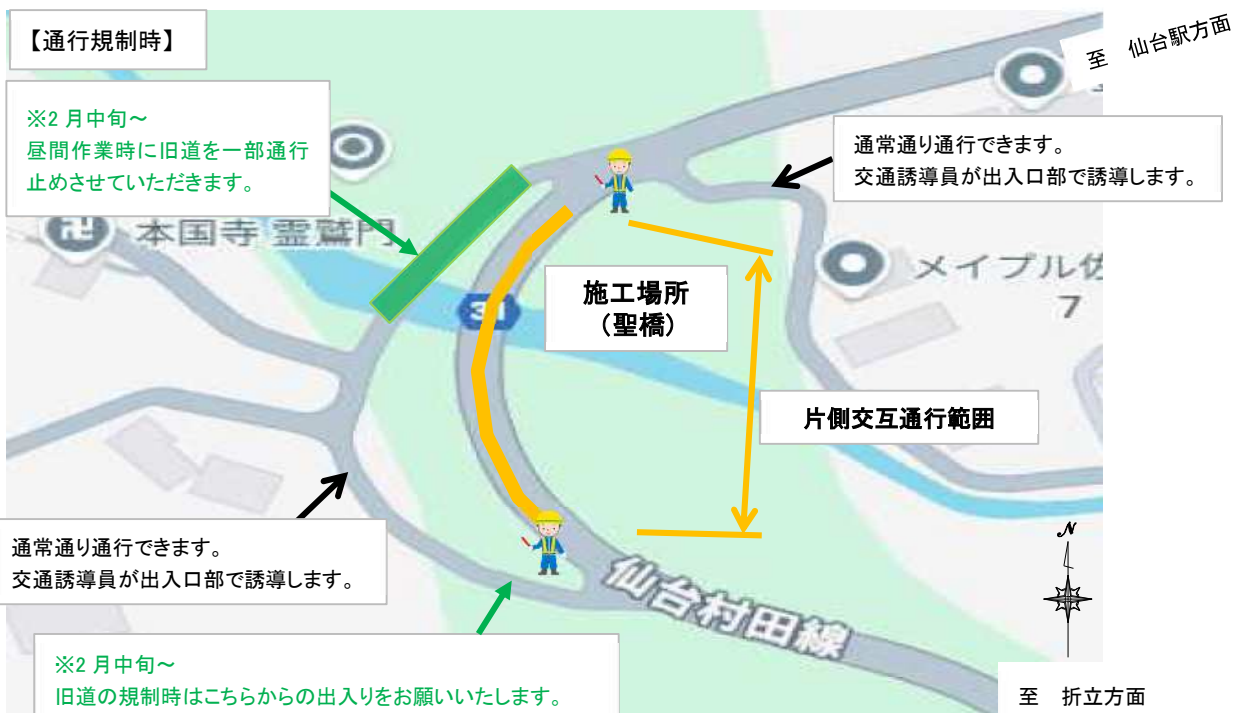 【通行規制時】
至 仙台駅方面
※2月中旬～
昼間作業時に旧道を一部通行
止めさせていただきます。
通常通り通行できます。
交通誘導員が出入口部で誘導します。
本国寺 霊鷲門
メイプル佐
7
31
施工場所
（聖橋）
片側交互通行範囲
通常通り通行できます。
交通誘導員が出入口部で誘導します。
N
仙台村田線
※2月中旬～
旧道の規制時はこちらからの出入りをお願いいたします。
至 折立方面